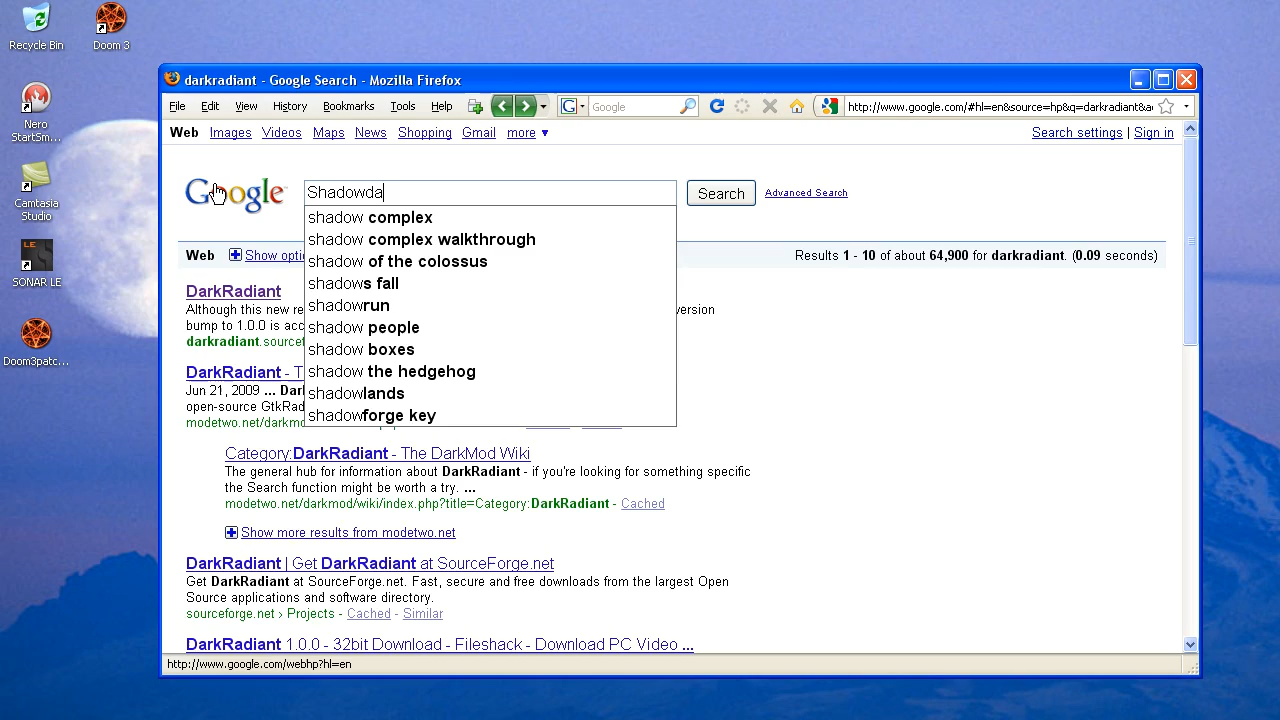 Recycle Bin
Doom 3
Nero
StartSm...
Camtasia
Studio
LE
SONAR LE
Doom3patc...
darkradiant - Google Search - Mozilla Firefox
File Edit View History Bookmarks Tools Help
G Google
http://www.google.com/#hl=en&source=hp&q=darkradiant&a
Web Images Videos Maps News Shopping Gmail more ▼
Search settings | Sign in
Google
Shadowda
Search
Advanced Search
shadow complex
shadow complex walkthrough
shadow of the colossus
shadows fall
shadowrun
shadow people
shadow boxes
shadow the hedgehog
shadowlands
shadowforge key
Web Show opti
Results 1 - 10 of about 64,900 for darkradiant. (0.09 seconds)
DarkRadiant
Although this new re
version
bump to 1.0.0 is acc
darkradiant.sourcef
DarkRadiant - T
Jun 21, 2009 ... Dar
open-source GtkRad
modetwo.net/darkmo
Category:DarkRadiant - The DarkMod Wiki
The general hub for information about DarkRadiant - if you're looking for something specific
the Search function might be worth a try. ...
modetwo.net/darkmod/wiki/index.php?title=Category:DarkRadiant - Cached
Show more results from modetwo.net
DarkRadiant | Get DarkRadiant at SourceForge.net
Get DarkRadiant at SourceForge.net. Fast, secure and free downloads from the largest Open
Source applications and software directory.
sourceforge.net › Projects - Cached - Similar
DarkRadiant 1.0.0 - 32bit Download - Fileshack - Download PC Video ...
http://www.google.com/webhp?hl=en